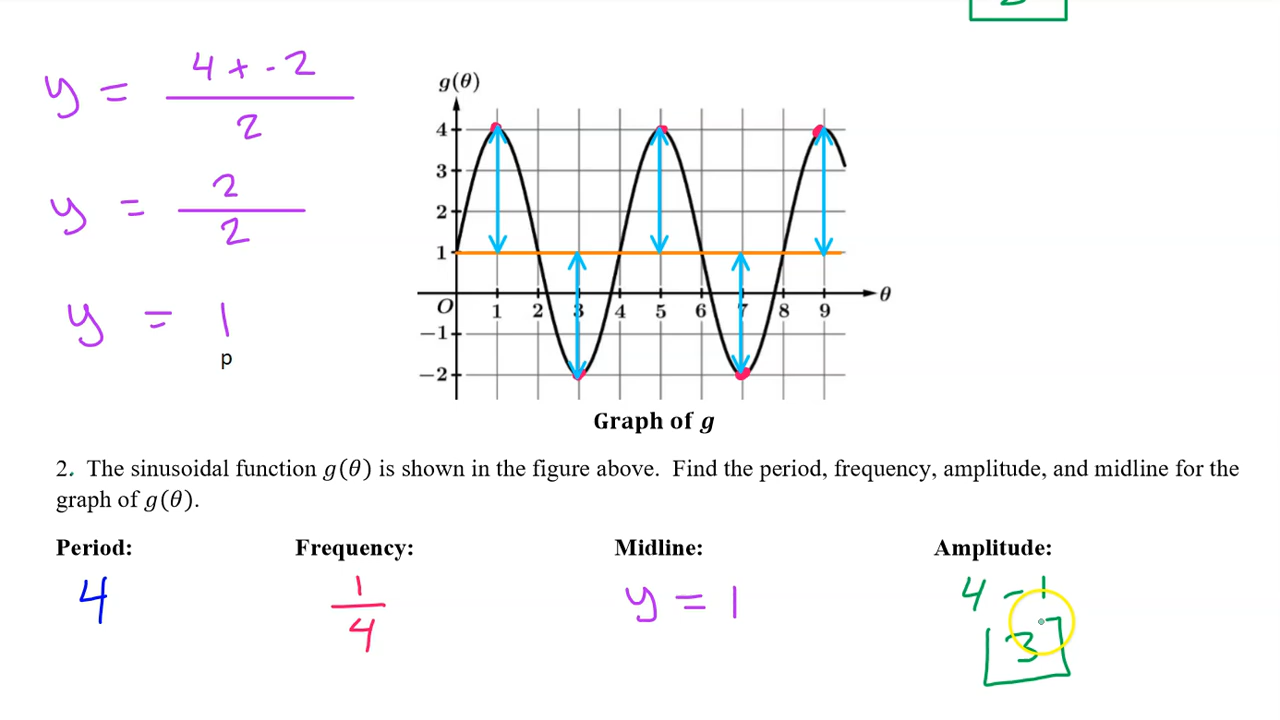 y = 4 + -2 / 2
y = 2 / 2
y = 1
p
g(θ)
4
3
2
1
O 1 2 3 4 5 6 7 8 9 θ
−1
−2
Graph of g
2. The sinusoidal function g(θ) is shown in the figure above. Find the period, frequency, amplitude, and midline for the
graph of g(θ).
Period: Frequency: Midline: Amplitude:
4 1/4 y = 1 4 - 1
3